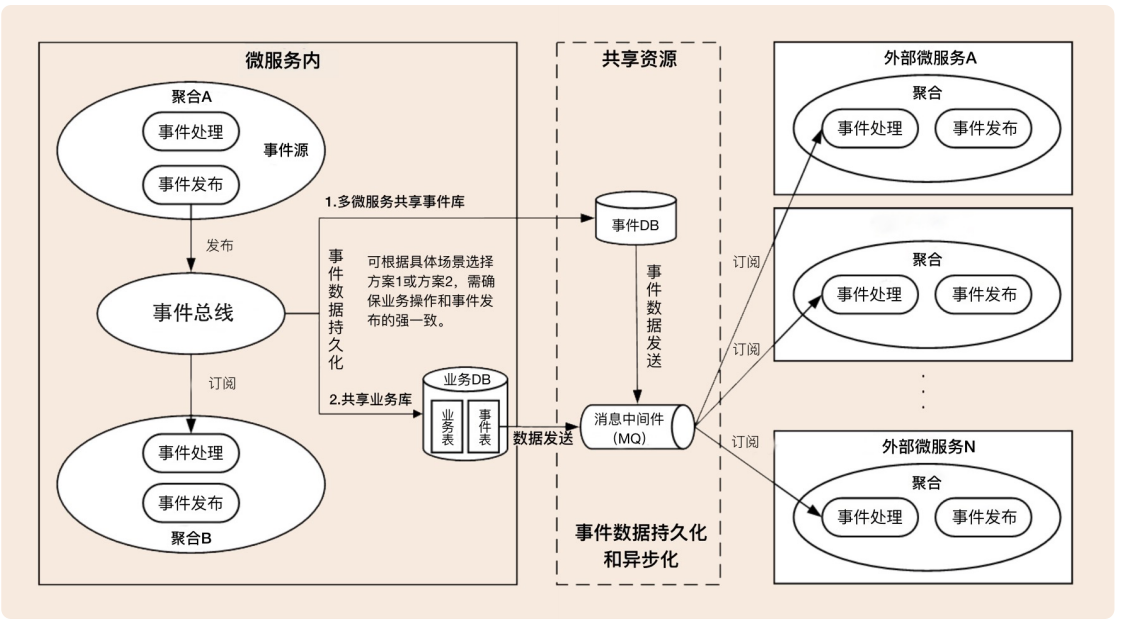 微服务内
聚合A
事件处理
事件源
事件发布
发布
事件总线
订阅
事件处理
事件发布
聚合B
1.多微服务共享事件库
事件数据持久化
可根据具体场景选择
方案1或方案2，需确
保业务操作和事件发
布的强一致。
2.共享业务库
业务DB
业务表
事件表
数据发送
共享资源
事件DB
事件数据发送
消息中间件
（MQ）
事件数据持久化
和异步化
订阅
订阅
订阅
外部微服务A
聚合
事件处理
事件发布
聚合
事件处理
事件发布
外部微服务N
聚合
事件处理
事件发布